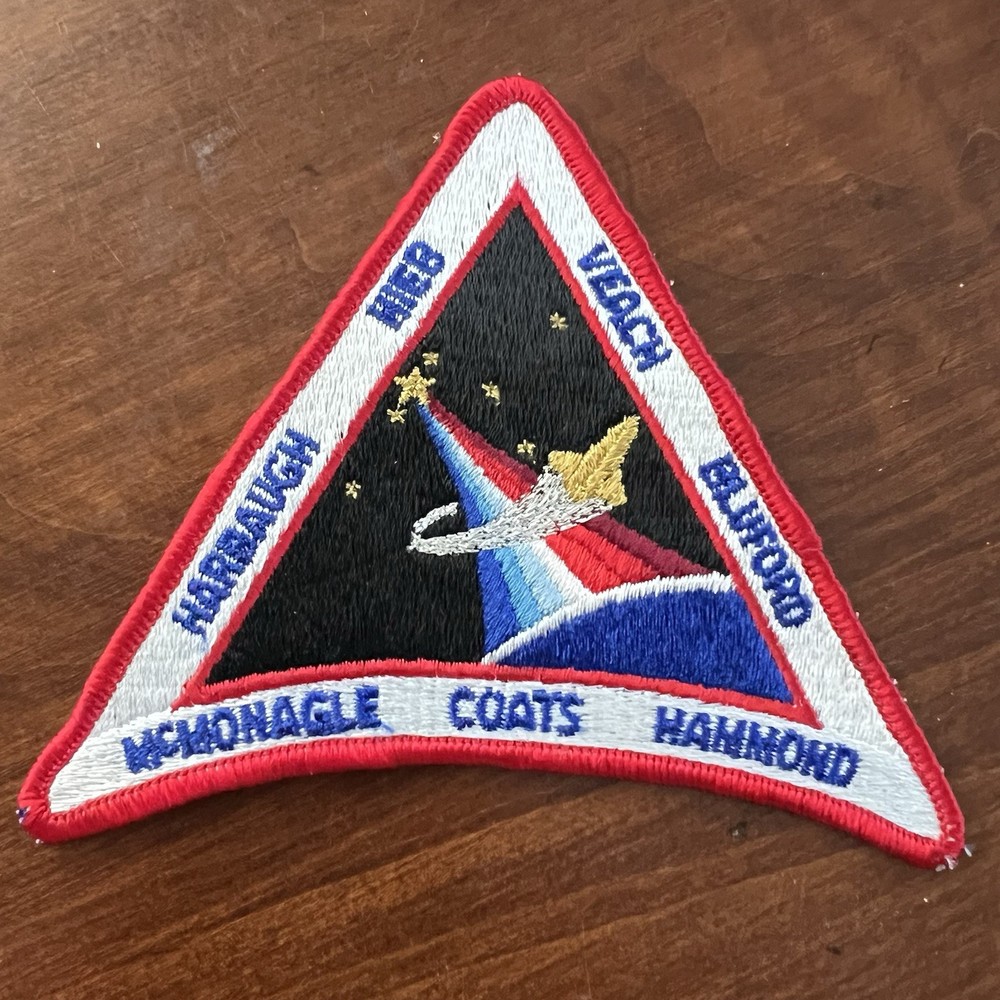 HIEB
VEACH
HARBAUGH
BLUFORD
McMONAGLE COATS HAMMOND